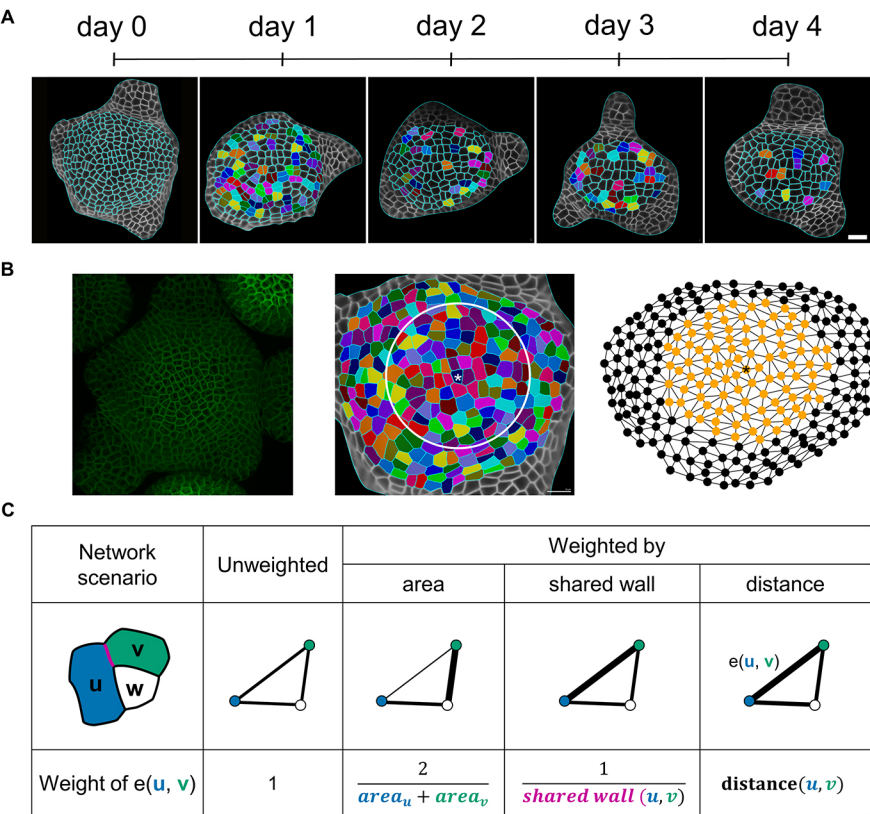 A
day 0 day 1 day 2 day 3 day 4
B
*
*
C
Network scenario
Unweighted
Weighted by
area
shared wall
distance
v
u
w
e(u, v)
Weight of e(u, v)
1
2
area_u + area_v
1
shared wall (u, v)
distance(u, v)